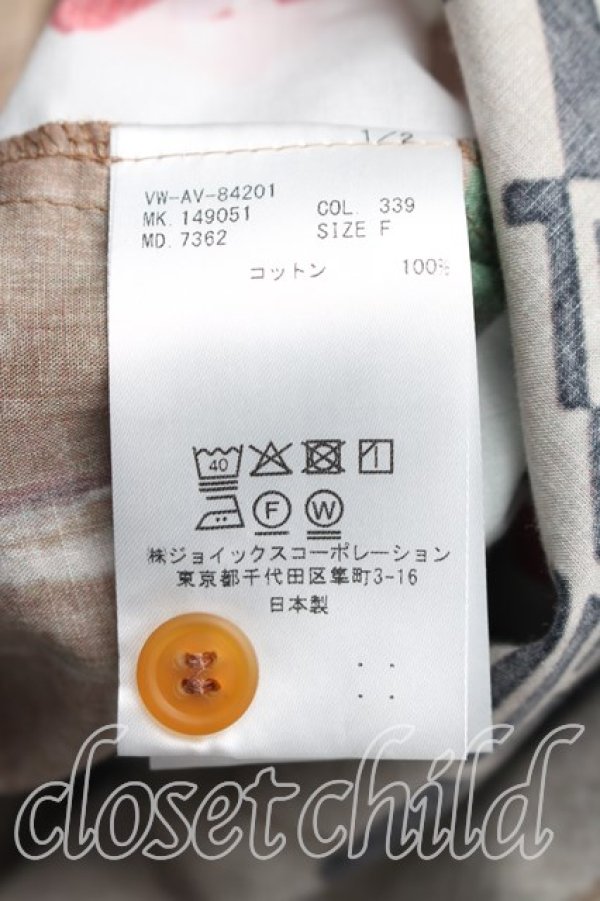 1/2
VW-AV-84201
MK. 149051 COL. 339
MD. 7362 SIZE F
コットン 100%
40
F W
㈱ジョイックスコーポレーション
東京都千代田区隼町3-16
日本製
closetchild